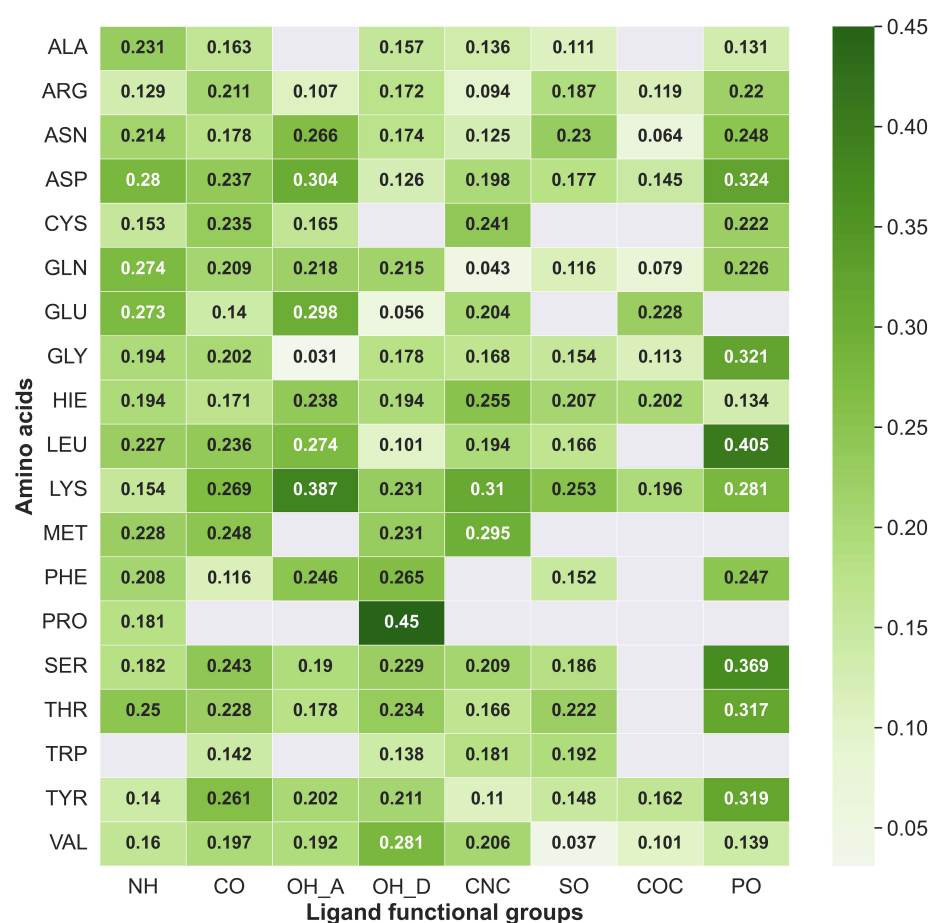 ALA 0.231 0.163 0.157 0.136 0.111 0.131
ARG 0.129 0.211 0.107 0.172 0.094 0.187 0.119 0.22
ASN 0.214 0.178 0.266 0.174 0.125 0.23 0.064 0.248
ASP 0.28 0.237 0.304 0.126 0.198 0.177 0.145 0.324
CYS 0.153 0.235 0.165 0.241 0.222
GLN 0.274 0.209 0.218 0.215 0.043 0.116 0.079 0.226
GLU 0.273 0.14 0.298 0.056 0.204 0.228
GLY 0.194 0.202 0.031 0.178 0.168 0.154 0.113 0.321
HIE 0.194 0.171 0.238 0.194 0.255 0.207 0.202 0.134
LEU 0.227 0.236 0.274 0.101 0.194 0.166 0.405
LYS 0.154 0.269 0.387 0.231 0.31 0.253 0.196 0.281
MET 0.228 0.248 0.231 0.295
PHE 0.208 0.116 0.246 0.265 0.152 0.247
PRO 0.181 0.45
SER 0.182 0.243 0.19 0.229 0.209 0.186 0.369
THR 0.25 0.228 0.178 0.234 0.166 0.222 0.317
TRP 0.142 0.138 0.181 0.192
TYR 0.14 0.261 0.202 0.211 0.11 0.148 0.162 0.319
VAL 0.16 0.197 0.192 0.281 0.206 0.037 0.101 0.139
NH CO OH_A OH_D CNC SO COC PO
Ligand functional groups
Amino acids
0.45
0.40
0.35
0.30
0.25
0.20
0.15
0.10
0.05